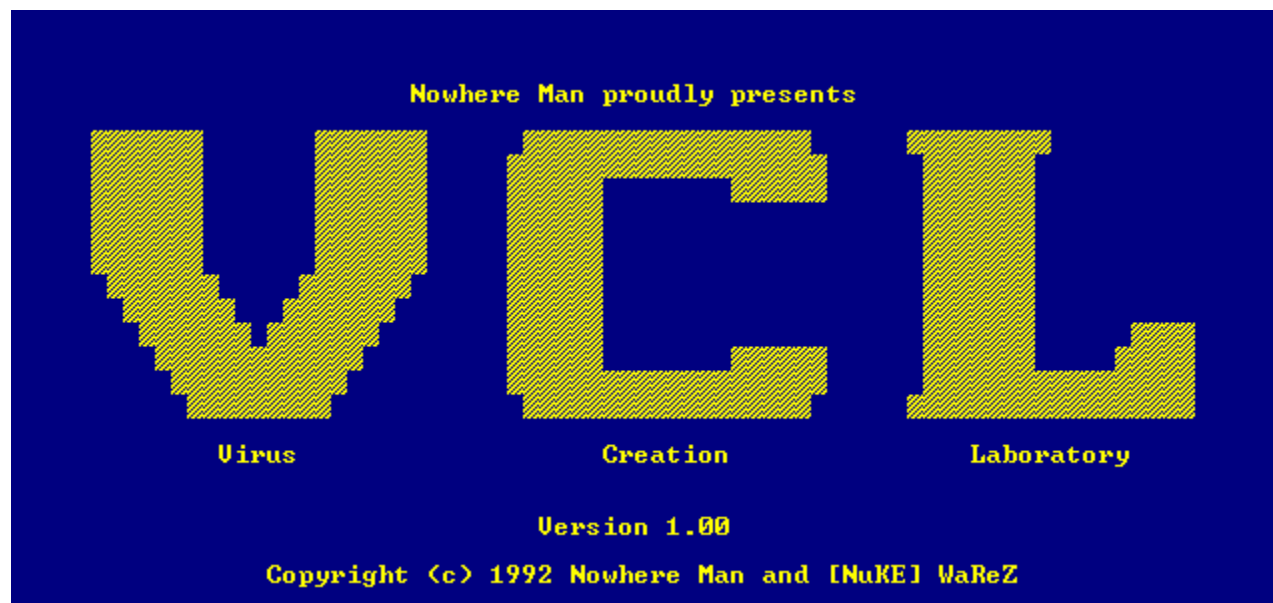 Nowhere Man proudly presents
VCL
Virus Creation Laboratory
Version 1.00
Copyright (c) 1992 Nowhere Man and [NuKE] WaReZ